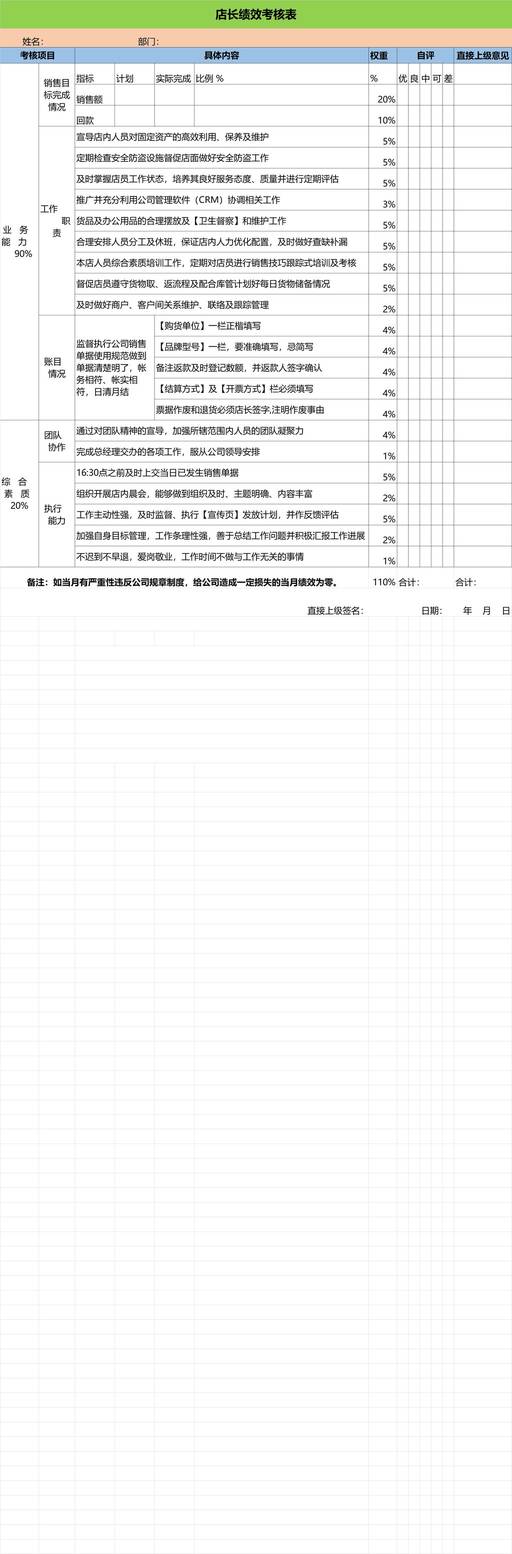 店长绩效考核表
姓名: 部门:
考核项目 具体内容 权重 自评 直接上级意见
业 务 能 力 90%
销售目标完成情况
指标 计划 实际完成 比例 % % 优 良 中 可 差
销售额 20%
回款 10%
工作职责
宣导店内人员对固定资产的高效利用、保养及维护 5%
定期检查安全防盗设施督促店面做好安全防盗工作 5%
及时掌握店员工作状态，培养其良好服务态度、质量并进行定期评估 5%
推广并充分利用公司管理软件（CRM）协调相关工作 3%
货品及办公用品的合理摆放及【卫生督察】和维护工作 5%
合理安排人员分工及休班，保证店内人力优化配置，及时做好查缺补漏 5%
本店人员综合素质培训工作，定期对店员进行销售技巧跟踪式培训及考核 5%
督促店员遵守货物取、返流程及配合库管计划好每日货物储备情况 5%
及时做好商户、客户间关系维护、联络及跟踪管理 2%
账目情况
监督执行公司销售单据使用规范做到单据清楚明了，帐务相符、帐实相符，日清月结
【购货单位】一栏正楷填写 4%
【品牌型号】一栏，要准确填写，忌简写 4%
备注返款及时登记数额，并返款人签字确认 4%
【结算方式】及【开票方式】栏必须填写 4%
票据作废和退货必须店长签字,注明作废事由 4%
综 合 素 质 20%
团队协作
通过对团队精神的宣导，加强所辖范围内人员的团队凝聚力 4%
完成总经理交办的各项工作，服从公司领导安排 1%
执行能力
16:30点之前及时上交当日已发生销售单据 5%
组织开展店内晨会，能够做到组织及时、主题明确、内容丰富 2%
工作主动性强，及时监督、执行【宣传页】发放计划，并作反馈评估 5%
加强自身目标管理，工作条理性强，善于总结工作问题并积极汇报工作进展 2%
不迟到不早退，爱岗敬业，工作时间不做与工作无关的事情 1%
备注：如当月有严重性违反公司规章制度，给公司造成一定损失的当月绩效为零。 110% 合计: 合计:
直接上级签名: 日期: 年 月 日